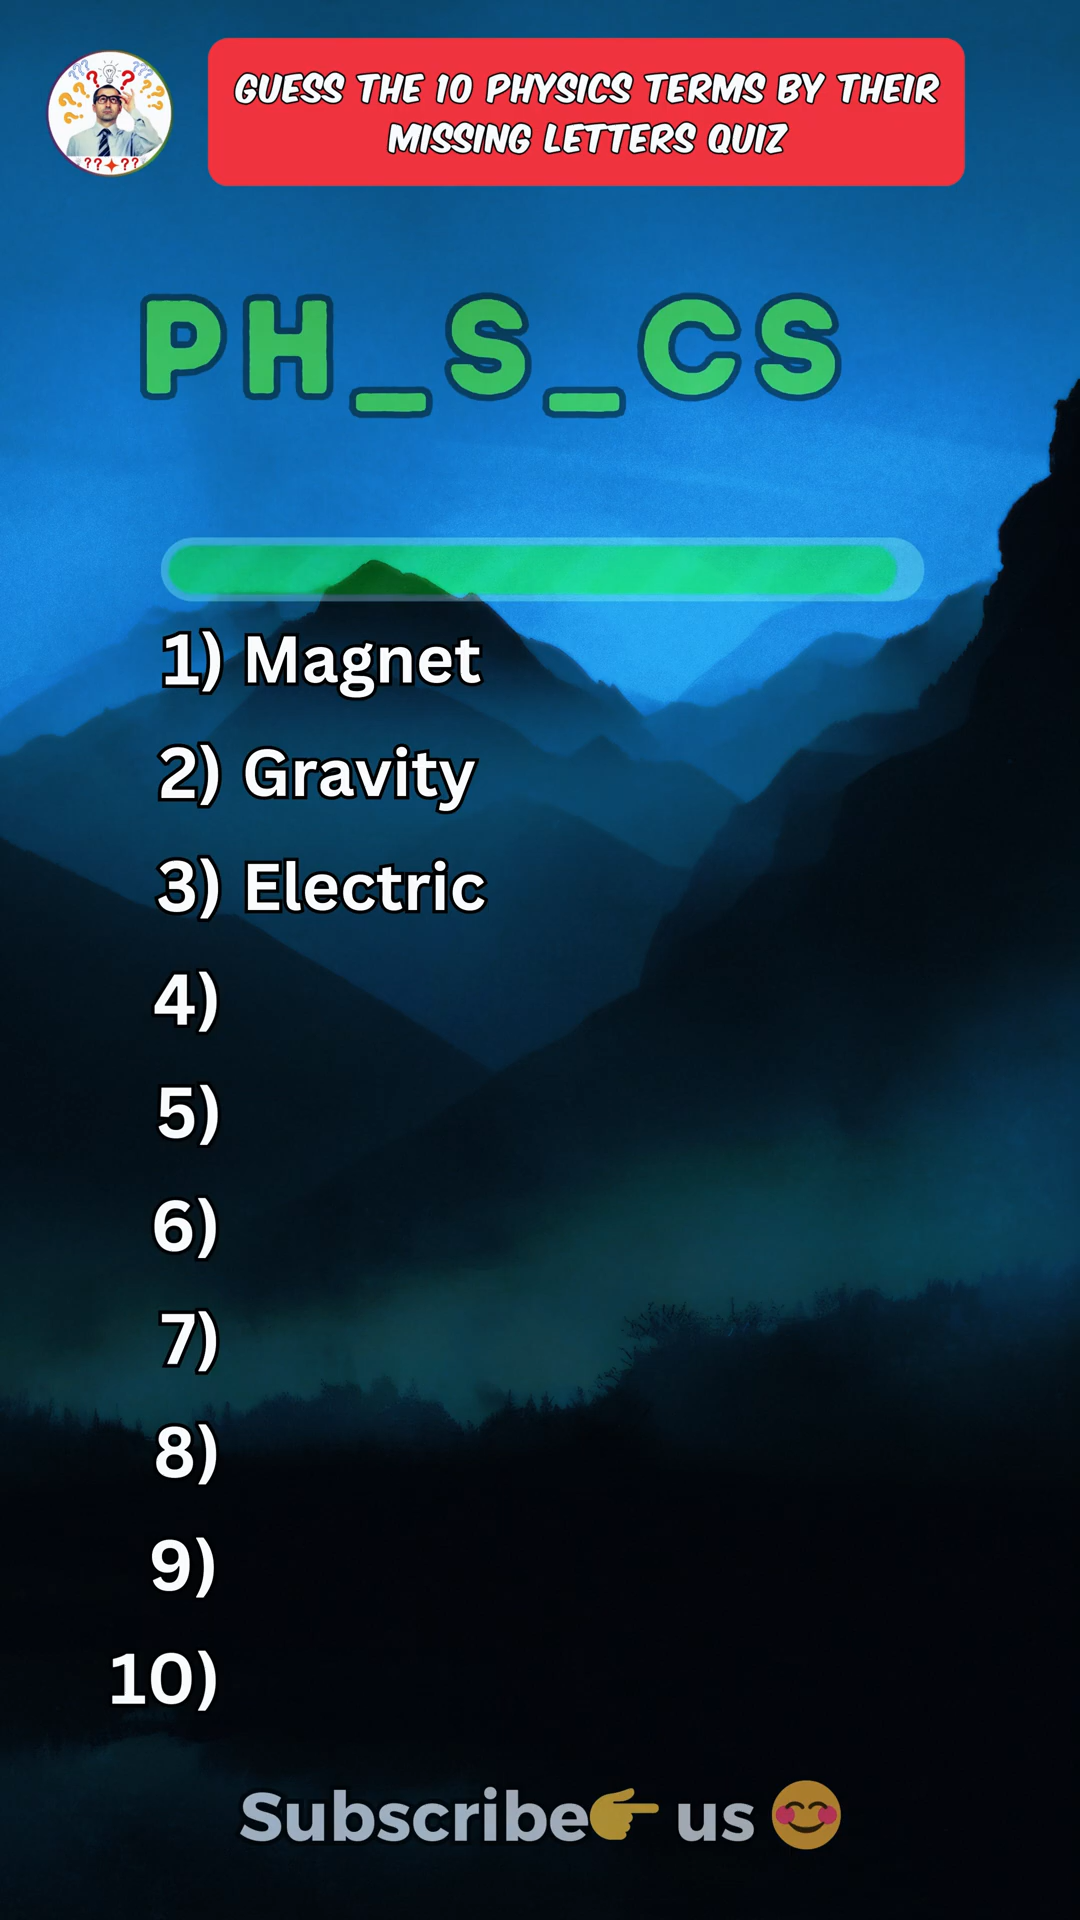 GUESS THE 10 PHYSICS TERMS BY THEIR
MISSING LETTERS QUIZ
PH_S_CS
1) Magnet
2) Gravity
3) Electric
4)
5)
6)
7)
8)
9)
10)
Subscribe👉 us 😊